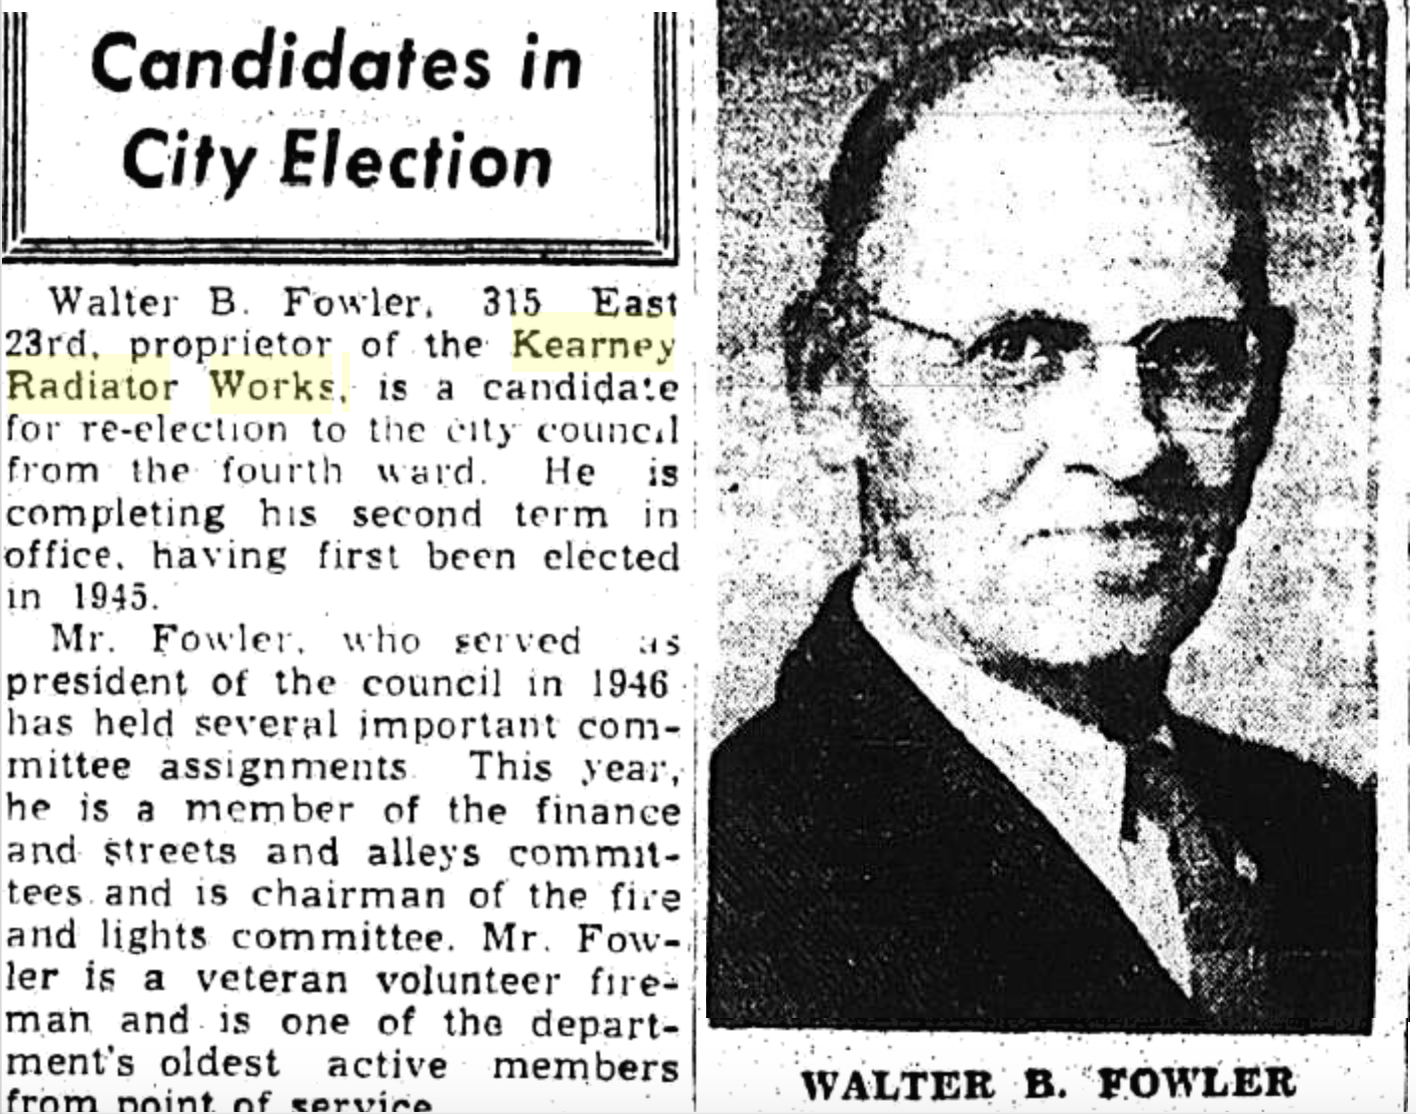 Candidates in
City Election
Walter B. Fowler, 315 East
23rd, proprietor of the Kearney
Radiator Works, is a candidate
for re-election to the city council
from the fourth ward. He is
completing his second term in
office, having first been elected
in 1945.
Mr. Fowler, who served as
president of the council in 1946
has held several important com-
mittee assignments. This year,
he is a member of the finance
and streets and alleys commit-
tees and is chairman of the fire
and lights committee. Mr. Fow-
ler is a veteran volunteer fire-
man and is one of the depart-
ment's oldest active members
from point of service
WALTER B. FOWLER